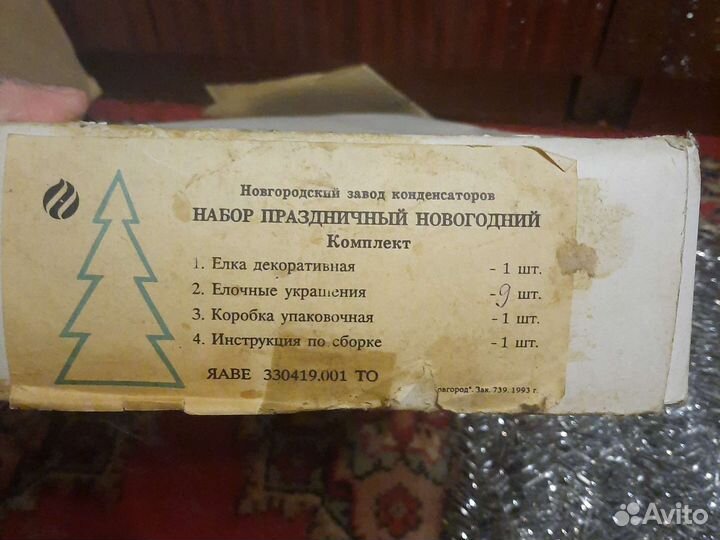 Новгородский завод конденсаторов
НАБОР ПРАЗДНИЧНЫЙ НОВОГОДНИЙ
Комплект
1. Елка декоративная - 1 шт.
2. Елочные украшения - 9 шт.
3. Коробка упаковочная - 1 шт.
4. Инструкция по сборке - 1 шт.
ЯАВЕ 330419.001 ТО
овгород". Зак. 739. 1993 г.
Avito